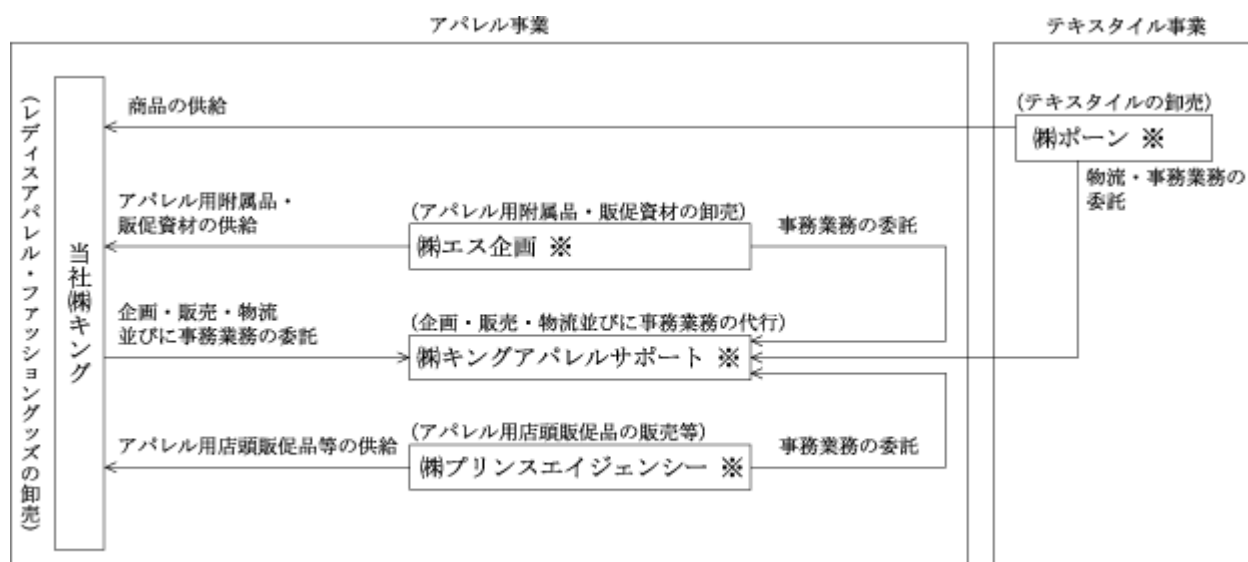 アパレル事業
テキスタイル事業
(レディスアパレル・ファッショングッズの卸売)
当社㈱キング
商品の供給
(テキスタイルの卸売)
㈱ポーン ※
物流・事務業務の
委託
アパレル用附属品・
販促資材の供給
(アパレル用附属品・販促資材の卸売)
㈱エス企画 ※
事務業務の委託
企画・販売・物流
並びに事務業務の委託
(企画・販売・物流並びに事務業務の代行)
㈱キングアパレルサポート ※
アパレル用店頭販促品等の供給
(アパレル用店頭販促品の販売等)
㈱プリンスエイジェンシー ※
事務業務の委託